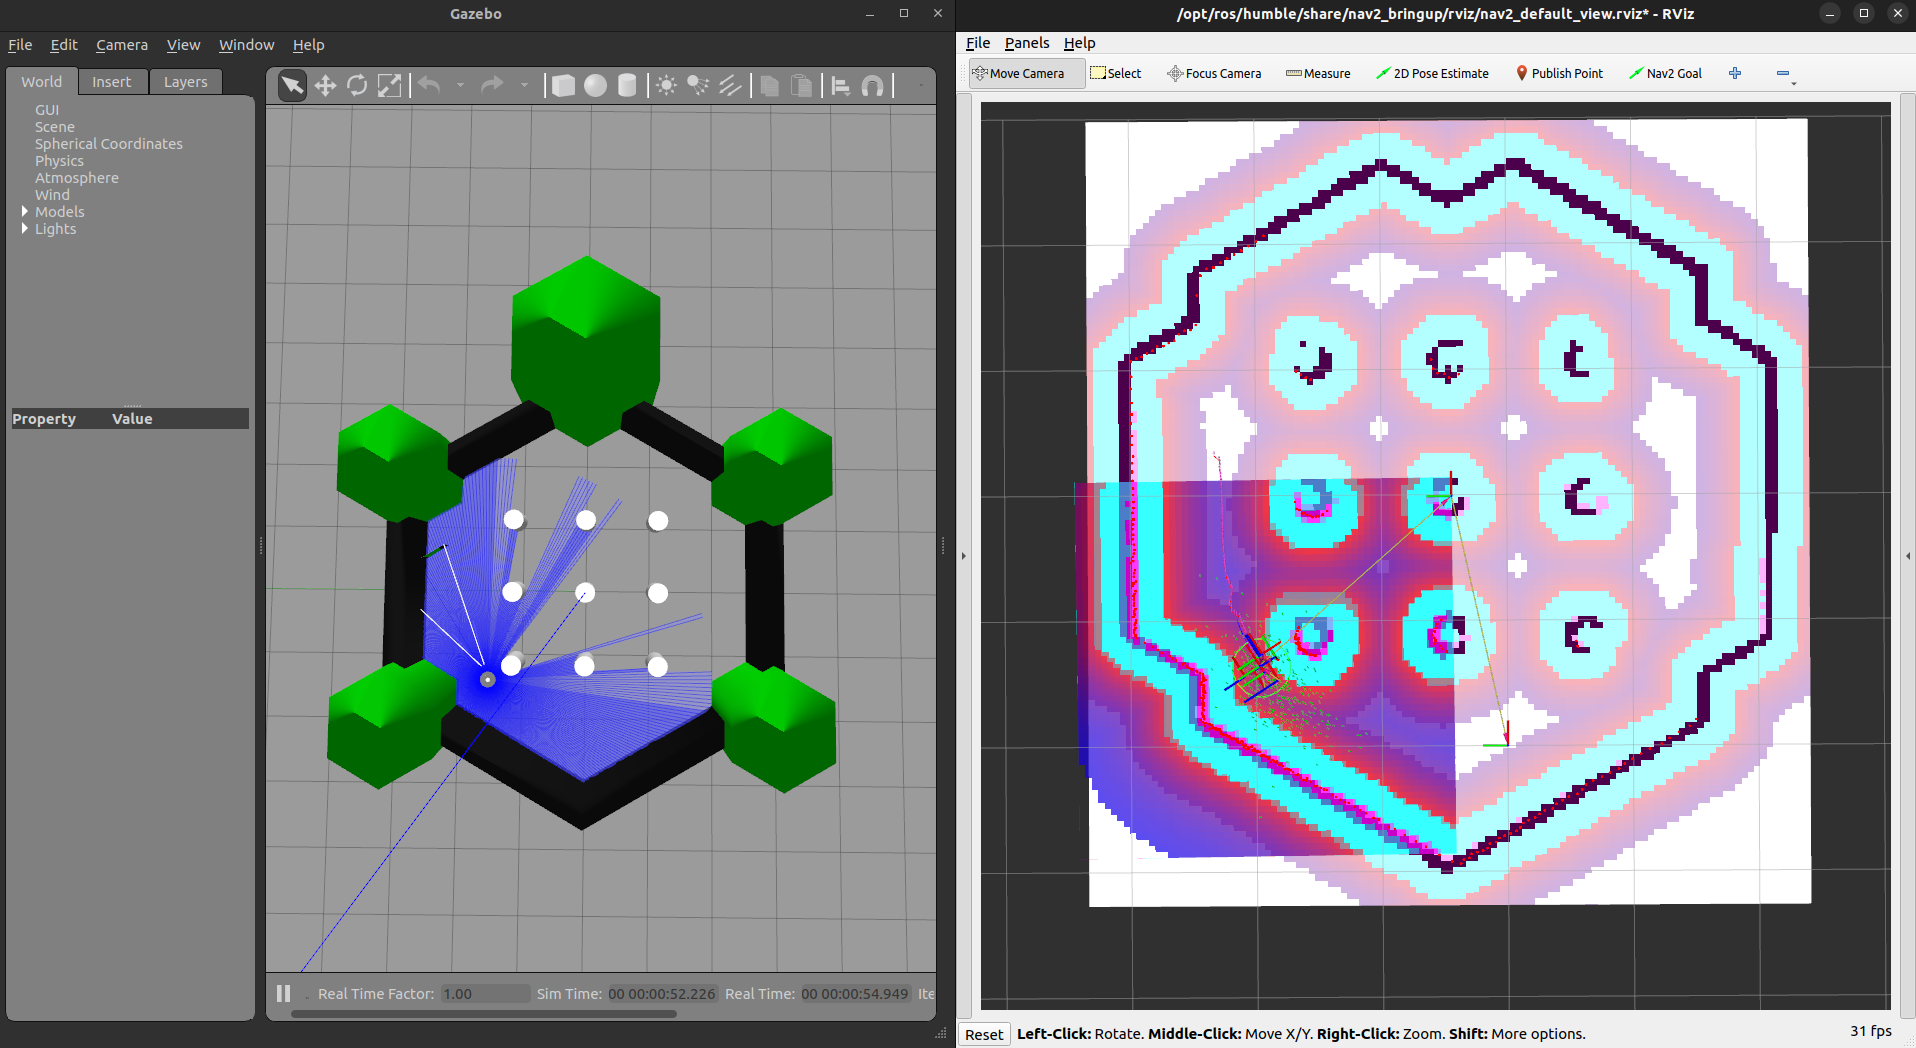 Gazebo
File Edit Camera View Window Help
World Insert Layers
GUI
Scene
Spherical Coordinates
Physics
Atmosphere
Wind
Models
Lights
Property Value
Real Time Factor: 1.00 Sim Time: 00 00:00:52.226 Real Time: 00 00:00:54.949 Ite
/opt/ros/humble/share/nav2_bringup/rviz/nav2_default_view.rviz* - RViz
File Panels Help
Move Camera Select Focus Camera Measure 2D Pose Estimate Publish Point Nav2 Goal
Reset Left-Click: Rotate. Middle-Click: Move X/Y. Right-Click: Zoom. Shift: More options. 31 fps